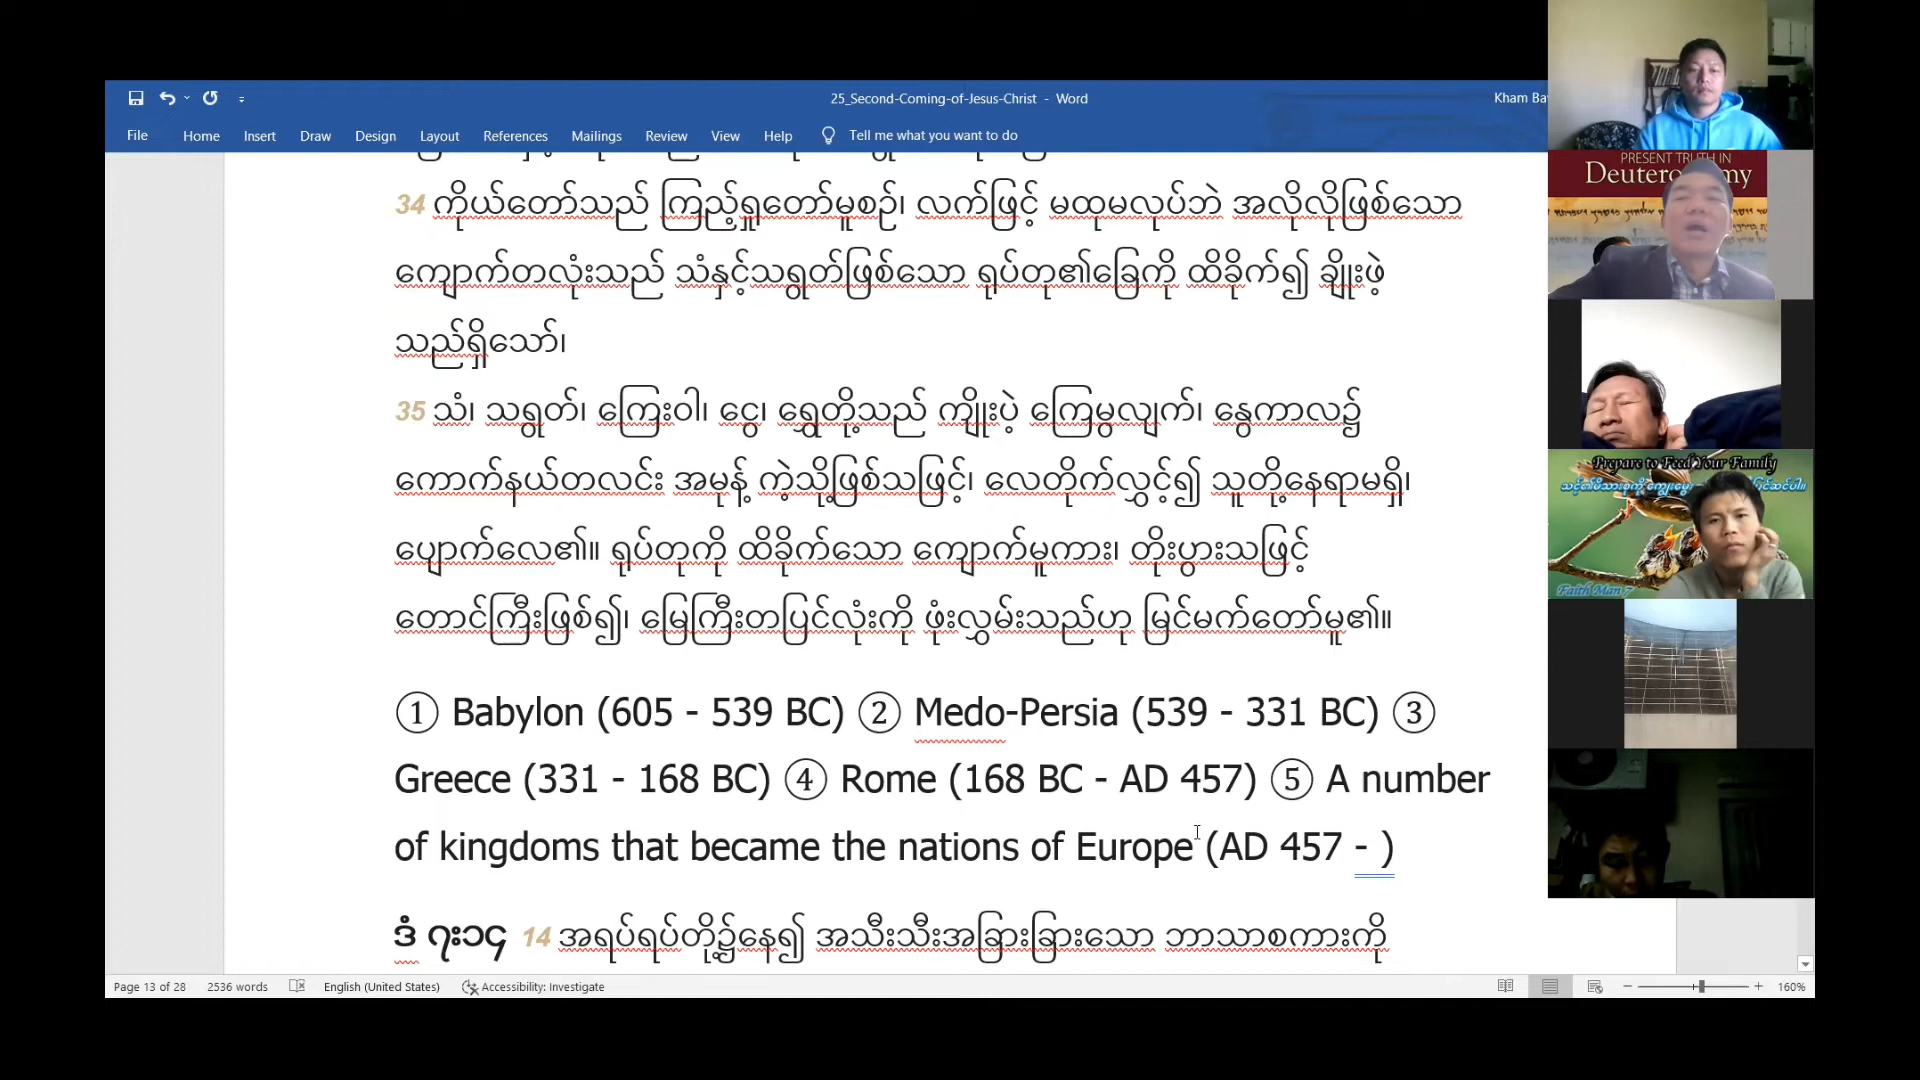 25_Second-Coming-of-Jesus-Christ - Word
Kham Ba
File Home Insert Draw Design Layout References Mailings Review View Help Tell me what you want to do
34 ကိုယ်တော်သည် ကြည့်ရှုတော်မူစဉ်၊ လက်ဖြင့် မထုမလုပ်ဘဲ အလိုလိုဖြစ်သော
ကျောက်တလုံးသည် သံနှင့်သရွတ်ဖြစ်သော ရုပ်တု၏ခြေကို ထိခိုက်၍ ချိုးဖဲ့
သည်ရှိသော်၊
35 သံ၊ သရွတ်၊ ကြေးဝါ၊ ငွေ၊ ရွှေတို့သည် ကျိုးပဲ့ ကြေမွလျက်၊ နွေကာလ၌
ကောက်နယ်တလင်း အမှုန့် ကဲ့သို့ဖြစ်သဖြင့်၊ လေတိုက်လွှင့်၍ သူတို့နေရာမရှိ၊
ပျောက်လေ၏။ ရုပ်တုကို ထိခိုက်သော ကျောက်မူကား၊ တိုးပွားသဖြင့်
တောင်ကြီးဖြစ်၍၊ မြေကြီးတပြင်လုံးကို ဖုံးလွှမ်းသည်ဟု မြင်မက်တော်မူ၏။
① Babylon (605 - 539 BC) ② Medo-Persia (539 - 331 BC) ③
Greece (331 - 168 BC) ④ Rome (168 BC - AD 457) ⑤ A number
of kingdoms that became the nations of Europe (AD 457 - )
ဒံ ၇း၁၄ 14 အရပ်ရပ်တို့၌နေ၍ အသီးသီးအခြားခြားသော ဘာသာစကားကို
Page 13 of 28 2536 words English (United States) Accessibility: Investigate 160%
PRESENT TRUTH IN
Deuteronomy
Prepare to Feed Your Family
Faith Man 7